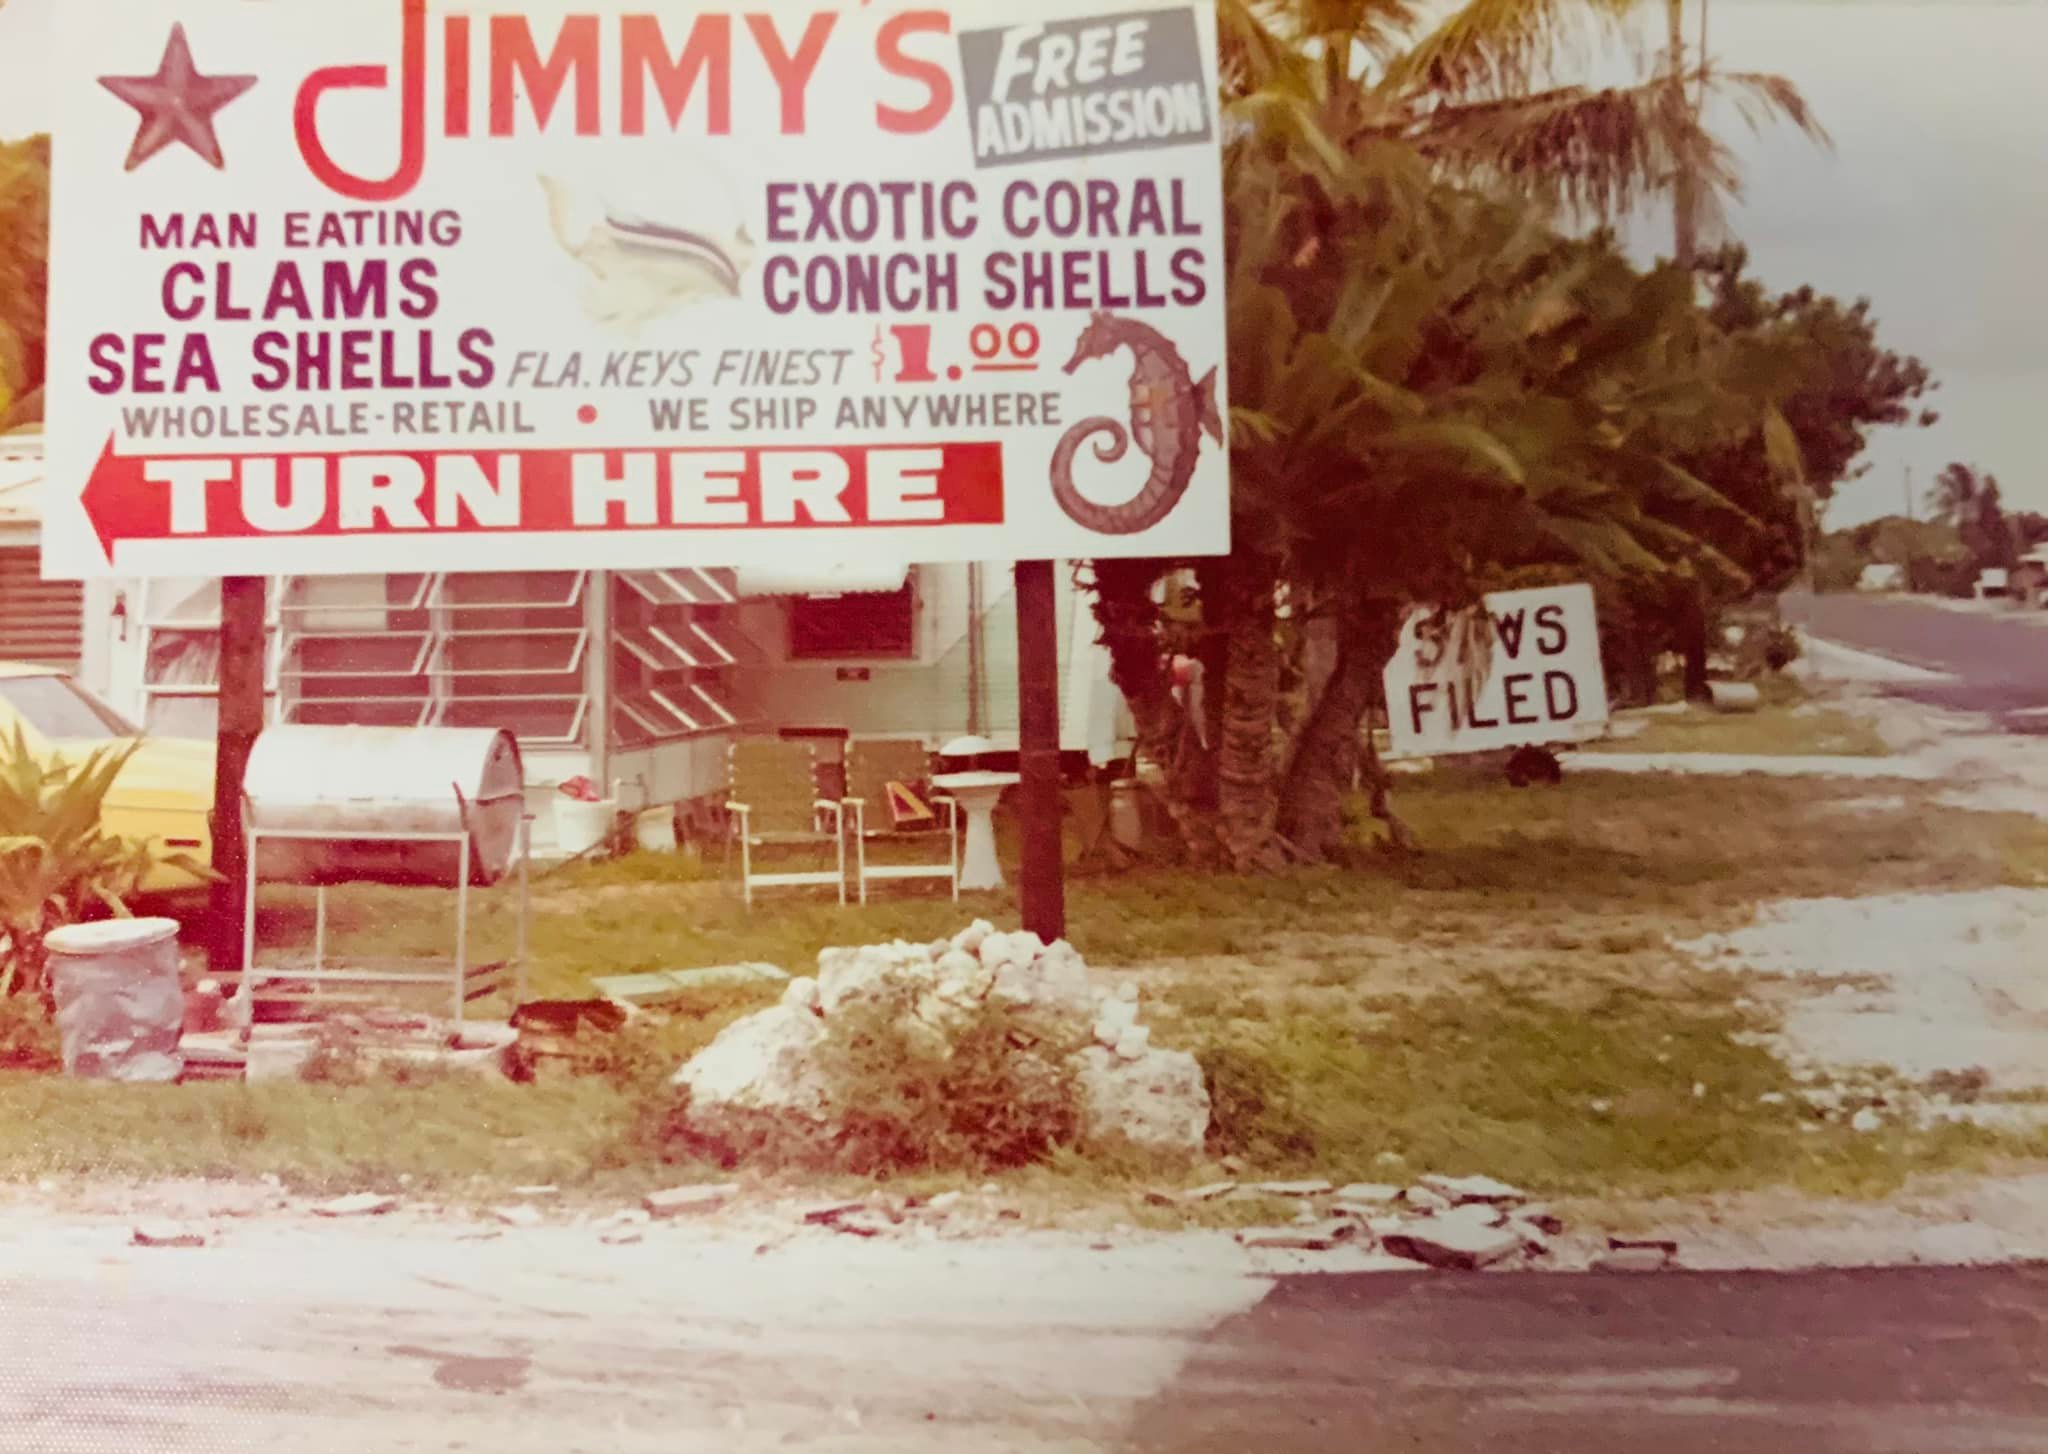 JIMMY'S
FREE
ADMISSION
MAN EATING
CLAMS
SEA SHELLS
EXOTIC CORAL
CONCH SHELLS
FLA. KEYS FINEST $1.00
WHOLESALE-RETAIL • WE SHIP ANYWHERE
TURN HERE
SAWS
FILED